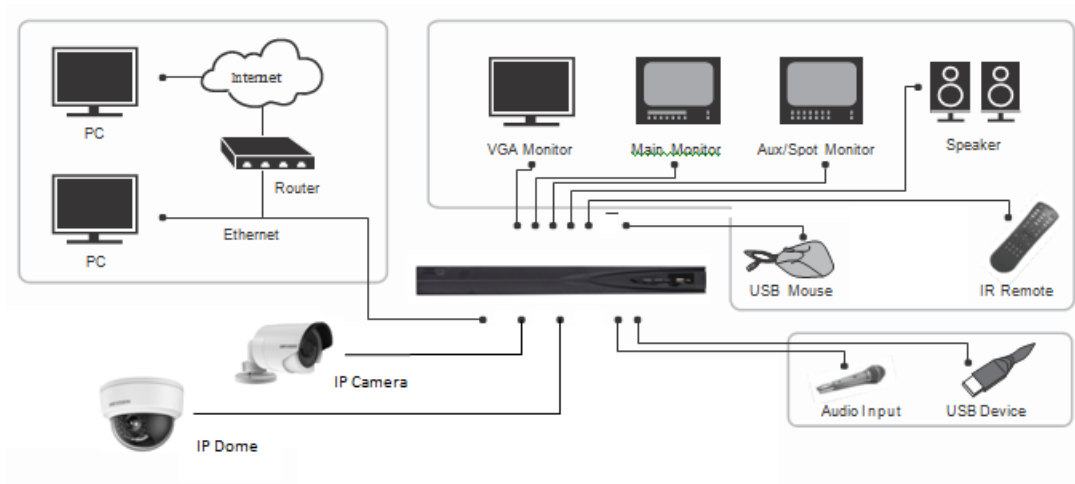 Internet
PC
Router
PC
Ethernet
VGA Monitor
Main Monitor
Aux/Spot Monitor
Speaker
USB Mouse
IR Remote
IP Camera
IP Dome
Audio Input
USB Device